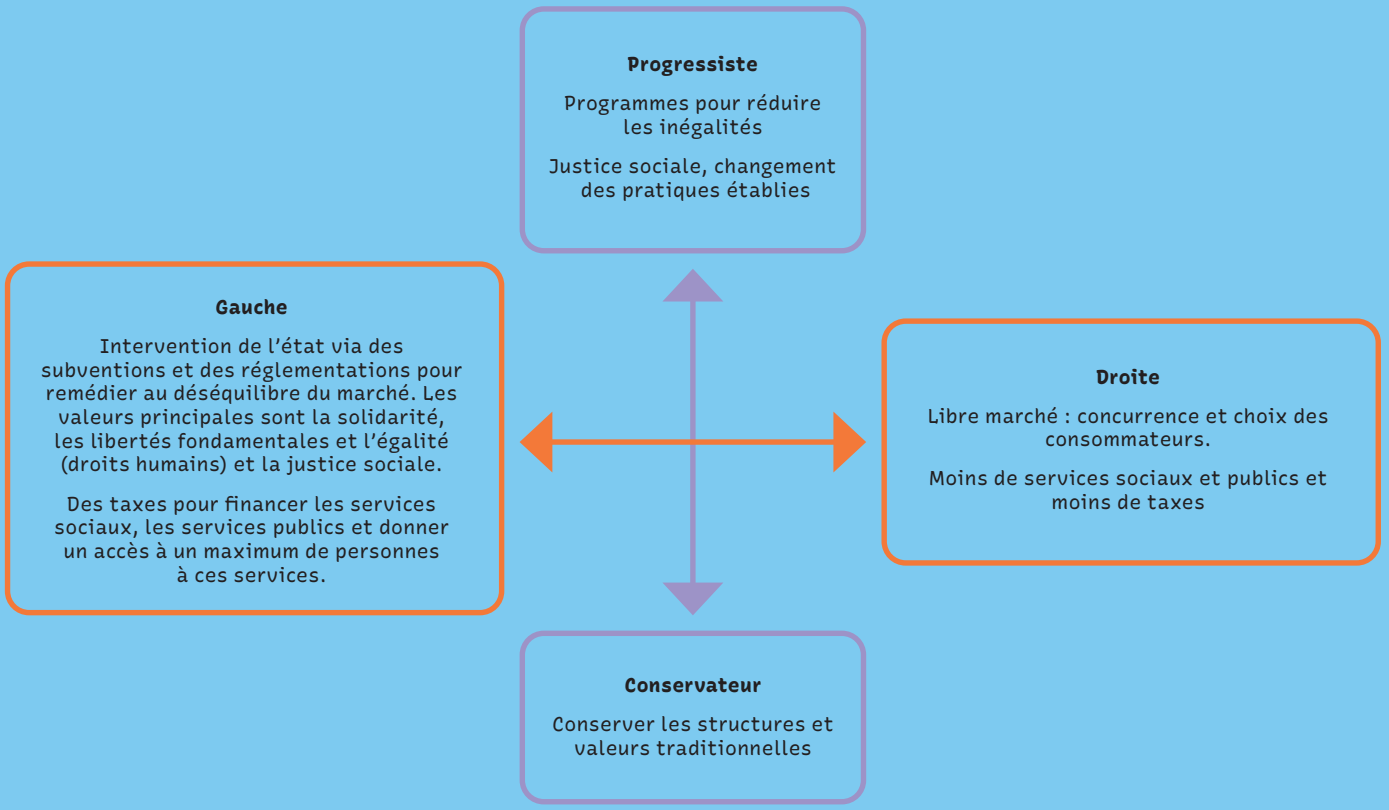 Progressiste
Programmes pour réduire
les inégalités
Justice sociale, changement
des pratiques établies
Gauche
Intervention de l'état via des
subventions et des réglementations pour
remédier au déséquilibre du marché. Les
valeurs principales sont la solidarité,
les libertés fondamentales et l'égalité
(droits humains) et la justice sociale.
Des taxes pour financer les services
sociaux, les services publics et donner
un accès à un maximum de personnes
à ces services.
Droite
Libre marché : concurrence et choix des
consommateurs.
Moins de services sociaux et publics et
moins de taxes
Conservateur
Conserver les structures et
valeurs traditionnelles